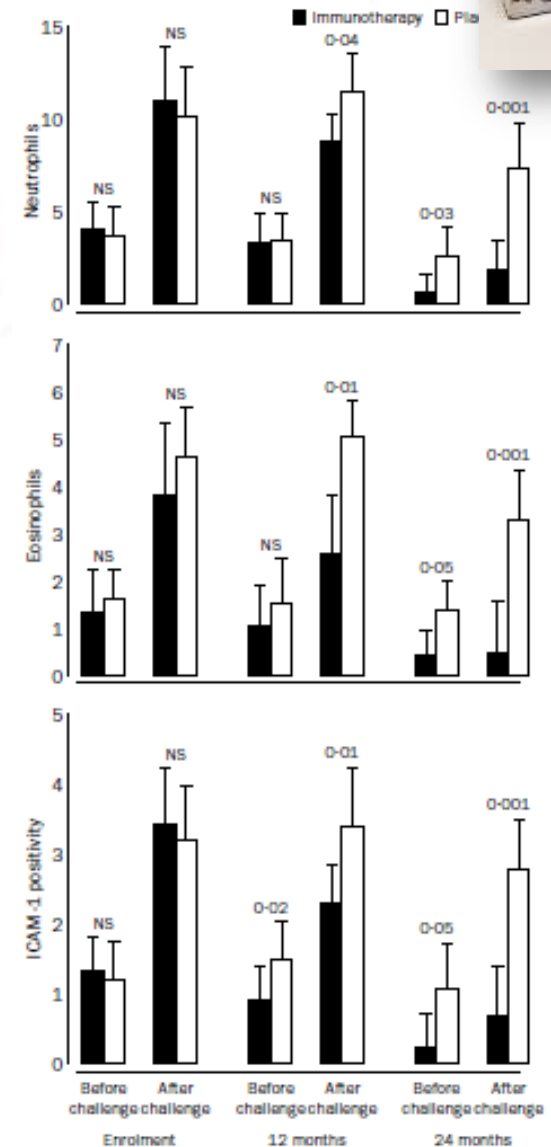 Immunotherapy
15
10
5
0
Neutrophils
NS
NS
NS
0-04
0-03
0-001
7
6
5
4
3
2
1
0
Eosinophils
NS
NS
NS
0-01
0-05
0-001
5
4
3
2
1
0
ICAM-1 positivity
NS
NS
0-02
0-01
0-05
0-001
Before After Before After Before After
challenge challenge challenge challenge challenge challenge
Enrolment 12 months 24 months